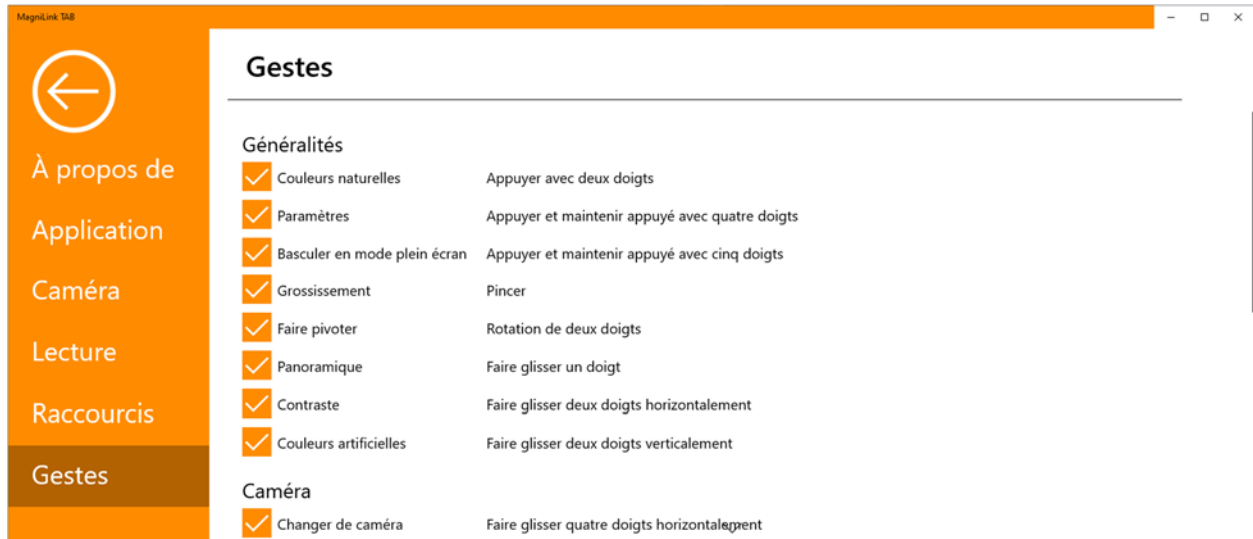 MagniLink TAB
Gestes
À propos de
Application
Caméra
Lecture
Raccourcis
Gestes
Généralités
Couleurs naturelles Appuyer avec deux doigts
Paramètres Appuyer et maintenir appuyé avec quatre doigts
Basculer en mode plein écran Appuyer et maintenir appuyé avec cinq doigts
Grossissement Pincer
Faire pivoter Rotation de deux doigts
Panoramique Faire glisser un doigt
Contraste Faire glisser deux doigts horizontalement
Couleurs artificielles Faire glisser deux doigts verticalement
Caméra
Changer de caméra Faire glisser quatre doigts horizontalement